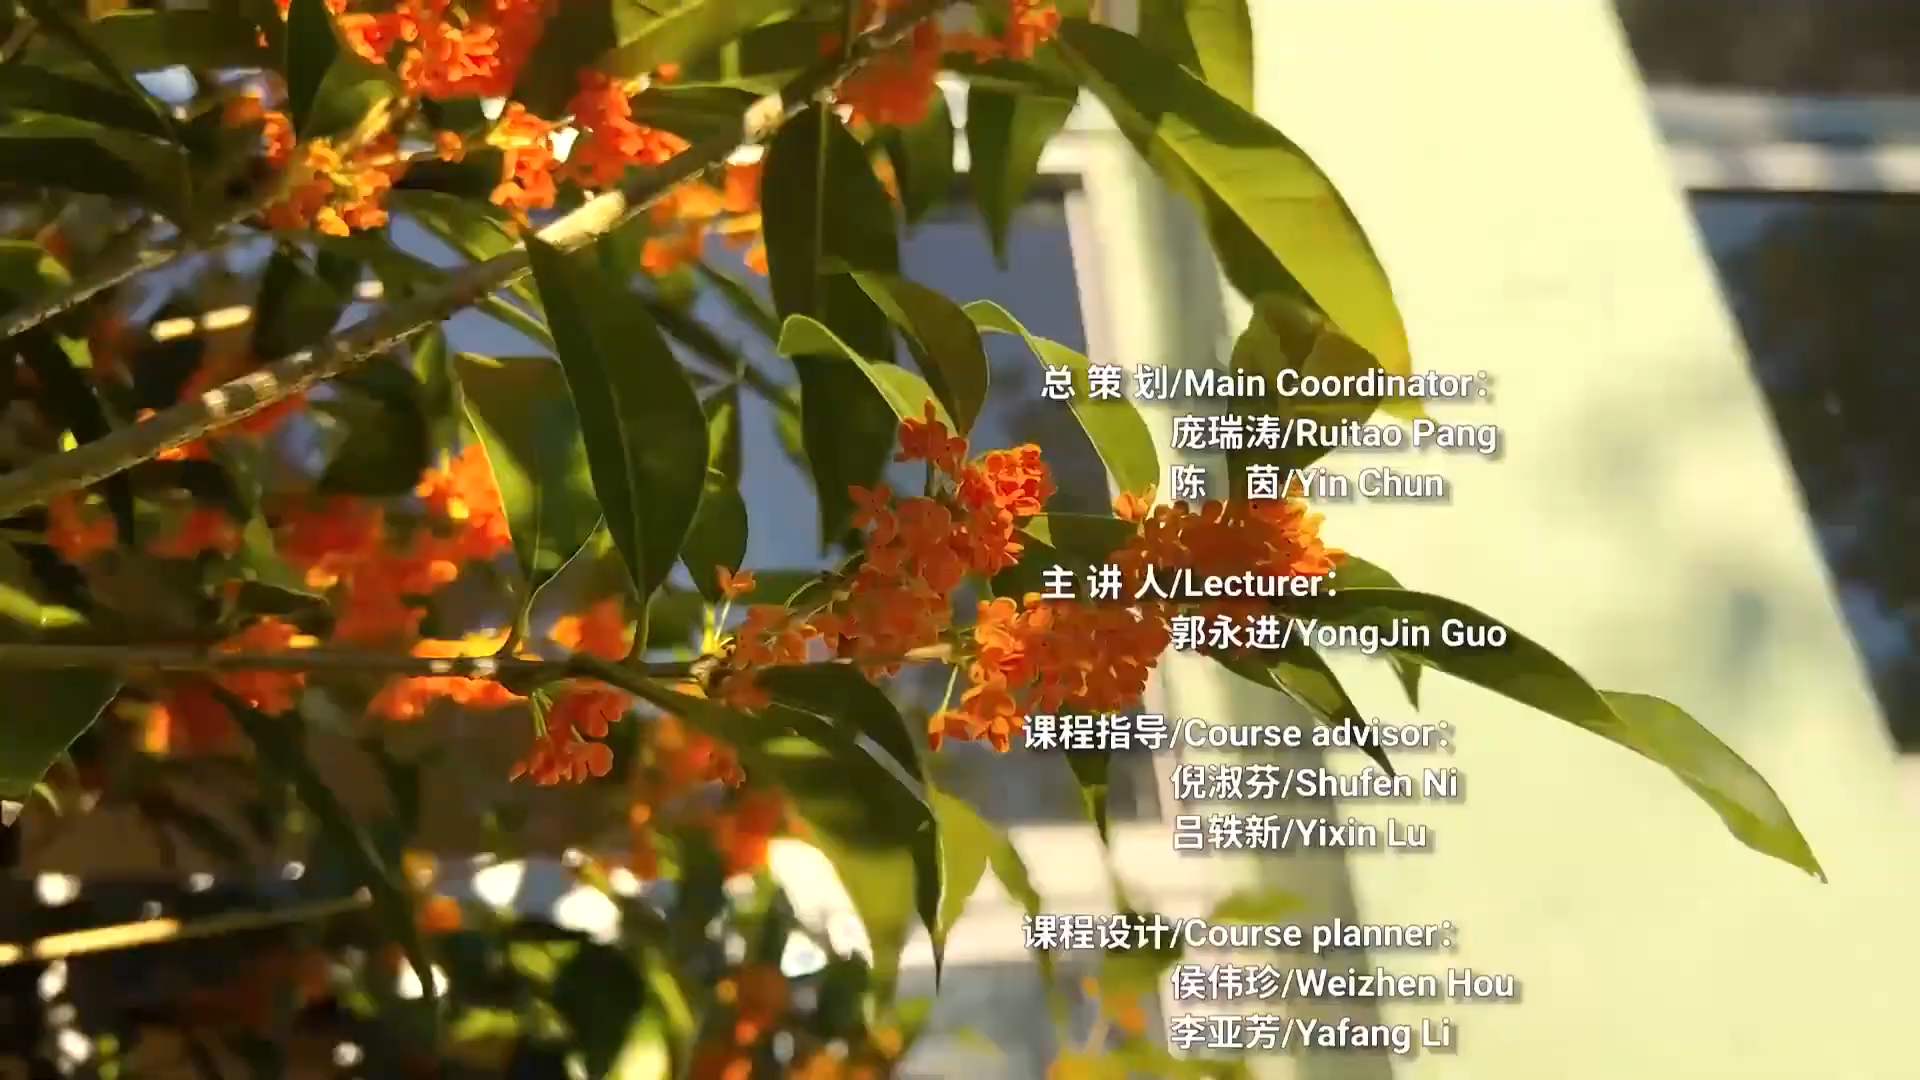 总 策 划/Main Coordinator：
庞瑞涛/Ruitao Pang
陈 茵/Yin Chun
主 讲 人/Lecturer：
郭永进/YongJin Guo
课程指导/Course advisor：
倪淑芬/Shufen Ni
吕轶新/Yixin Lu
课程设计/Course planner：
侯伟珍/Weizhen Hou
李亚芳/Yafang Li